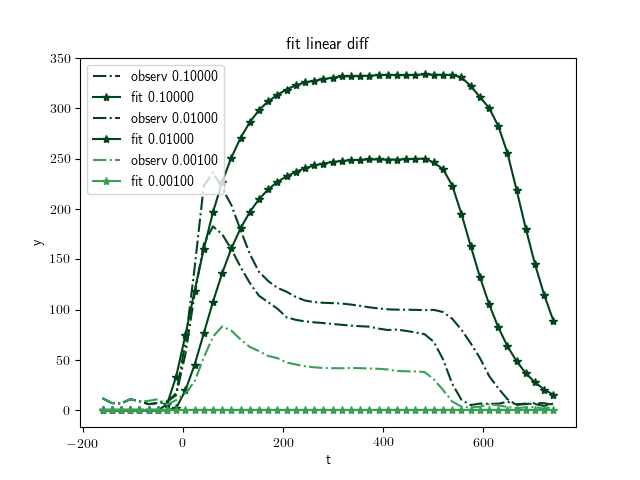 fit linear diff
350
300
250
200
150
100
50
0
y
observ 0.10000
fit 0.10000
observ 0.01000
fit 0.01000
observ 0.00100
fit 0.00100
−200 0 200 400 600
t